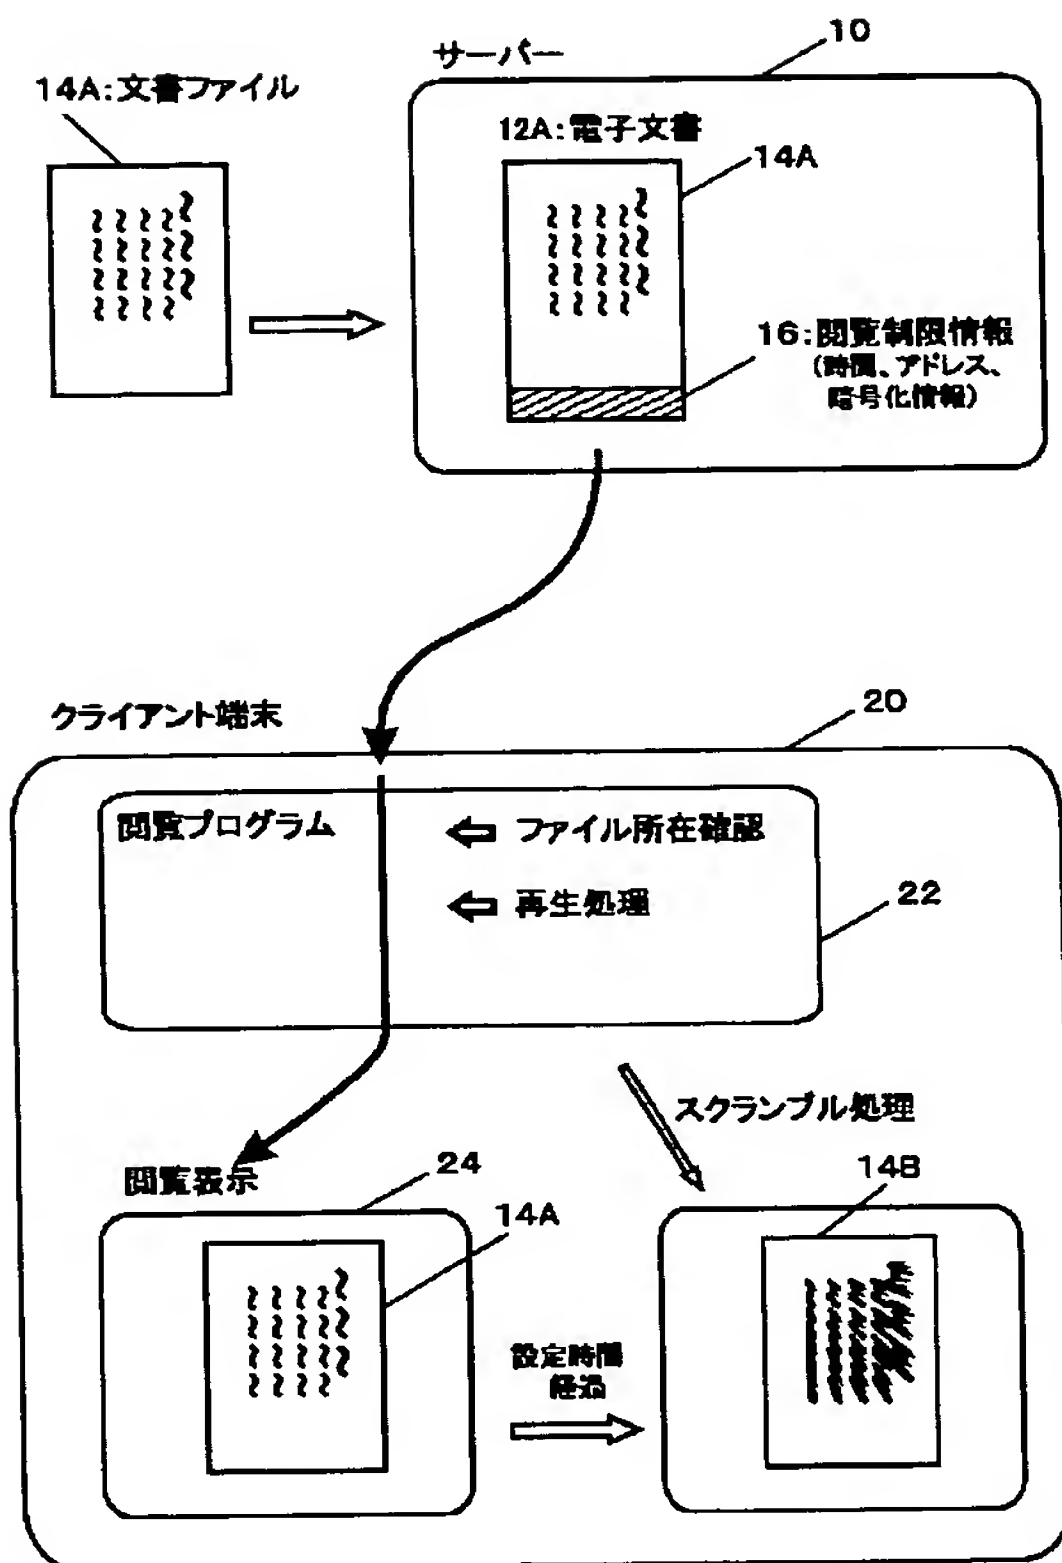 サーバー
10
14A:文書ファイル
12A:電子文書
14A
16:閲覧制限情報
(時間、アドレス、
暗号化情報)
クライアント端末
20
閲覧プログラム
ファイル所在確認
再生処理
22
スクランブル処理
閲覧表示
24
14A
14B
設定時間
経過